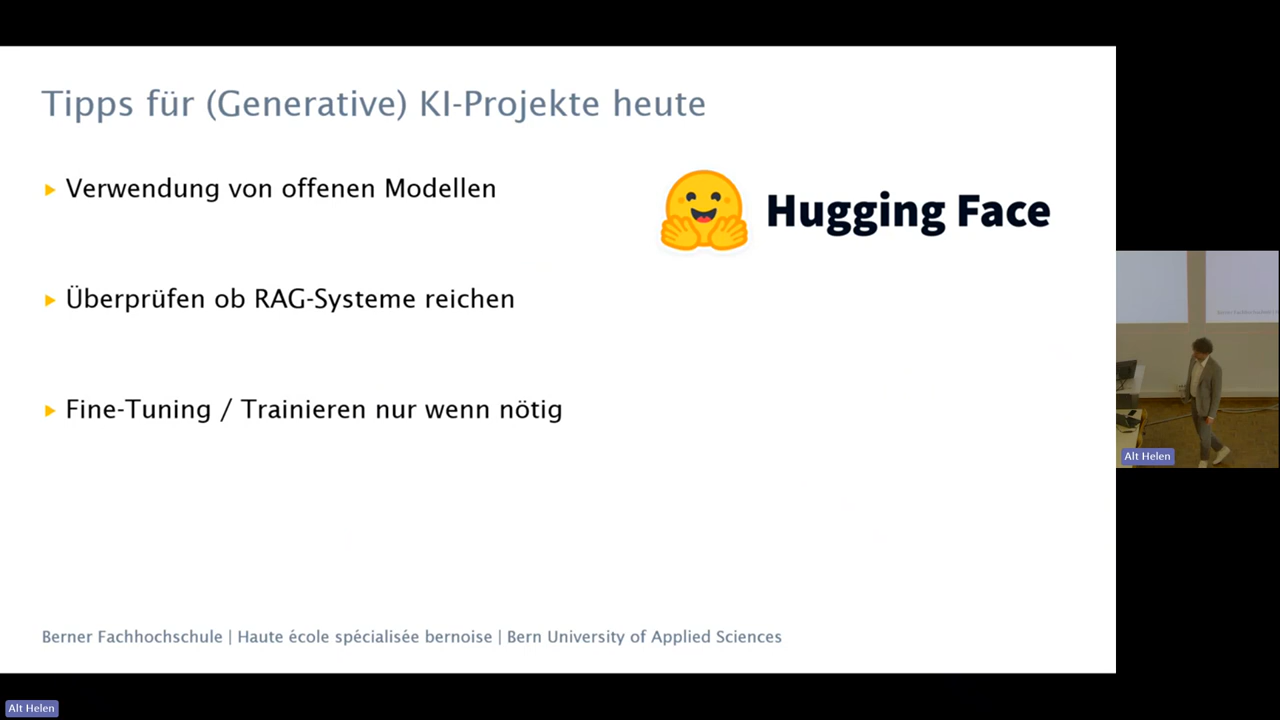 Tipps für (Generative) KI-Projekte heute
Verwendung von offenen Modellen
Hugging Face
Überprüfen ob RAG-Systeme reichen
Fine-Tuning / Trainieren nur wenn nötig
Berner Fachhochschule | Haute école spécialisée bernoise | Bern University of Applied Sciences
Alt Helen
Alt Helen